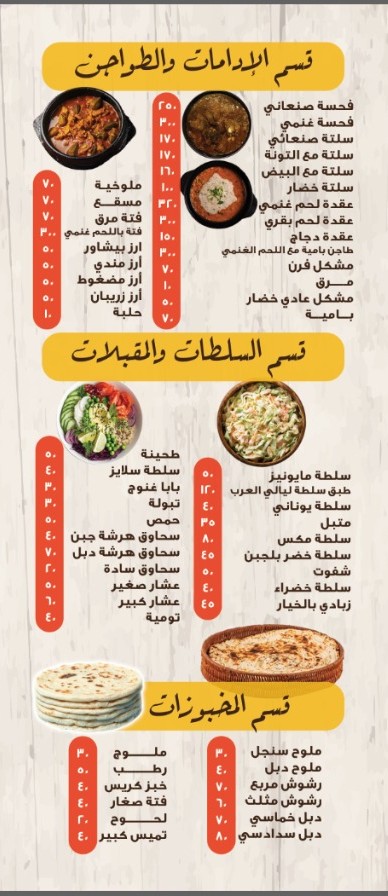 قسم الإدامات والطواجن
فحسة صنعاني ٢٥٠
فحسة غنمي ٣٠٠
سلتة صنعائي ١٧٠
سلتة مع التونة ١٧٠
سلتة مع البيض ١٦٠
سلتة خضار ١٠٠
عقدة لحم غنمي ٣٢٠
عقدة لحم بقري ٣٠٠
عقدة دجاج ١٥٠
طاجن بامية مع اللحم الغنمي ٣٠٠
مشكل فرن ٧٠
مرق ١٠
مشكل عادي خضار ٥٠
بامية ٧٠
ملوخية ٧٠
مسقع ٧٠
فتة مرق ٧٠
فتة باللحم غنمي ٣٠٠
ارز بيشاور ٥٠
أرز مندي ٥٠
أرز مضغوط ٥٠
أرز زريبان ٥٠
حلبة ١٠
قسم السلطات والمقبلات
سلطة مايونيز ٥٠
طبق سلطة ليالي العرب ١٢٠
سلطة يوناني ٤٠
متبل ٣٥
سلطة مكس ٨٠
سلطة خضر بلجبن ٤٥
شفوت ٥٠
سلطة خضراء ٤٠
زبادي بالخيار ٤٥
طحينة ٥٠
سلطة سلايز ٤٠
بابا غنوج ٣٠
تبولة ٣٠
حمص ٥٠
سحاوق هرشة جبن ٤٠
سحاوق هرشة دبل ٧٠
سحاوق سادة ٢٠
عشار صغير ٥٠
عشار كبير ٦٠
تومية ٤٠
قسم المخبوزات
ملوح سنجل ٣٠
ملوح دبل ٤٠
رشوش مربع ٧٠
رشوش مثلث ٦٠
دبل خماسي ٧٠
دبل سدادسي ٨٠
ملوج ٣٠
رطب ٥٠
خبز كريس ٤٠
فتة صغار ٤٠
لحوح ٢٠
تميس كبير ٤٠